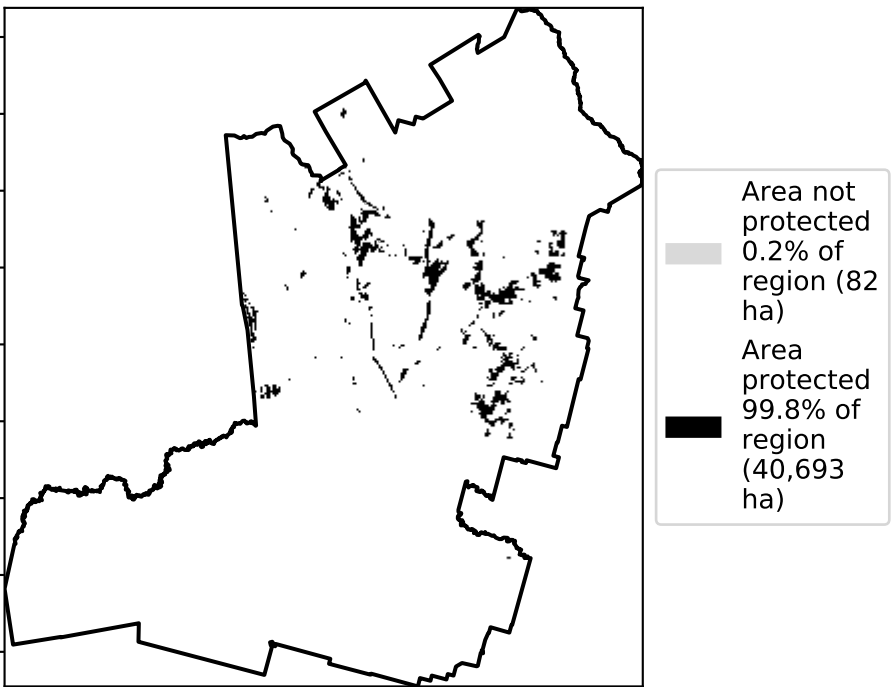 Area not
protected
0.2% of
region (82
ha)
Area
protected
99.8% of
region
(40,693
ha)